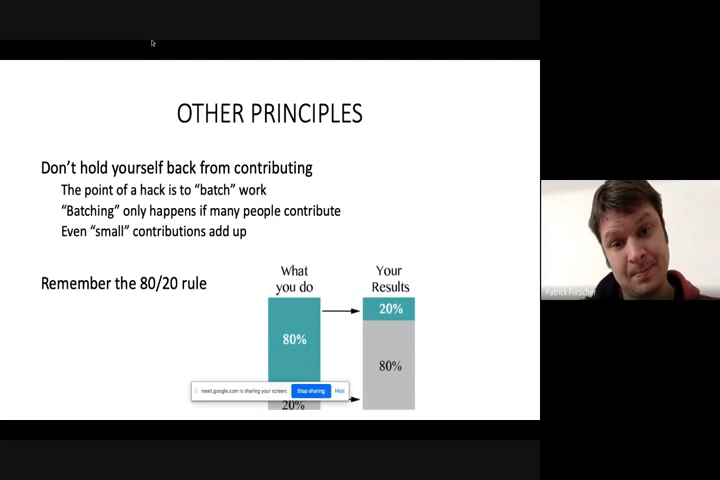 OTHER PRINCIPLES
Don't hold yourself back from contributing
The point of a hack is to "batch" work
"Batching" only happens if many people contribute
Even "small" contributions add up
Remember the 80/20 rule
What
you do
Your
Results
80%
20%
80%
20%
meet.google.com is sharing your screen.
Stop sharing
Hide
Patrick Forscher